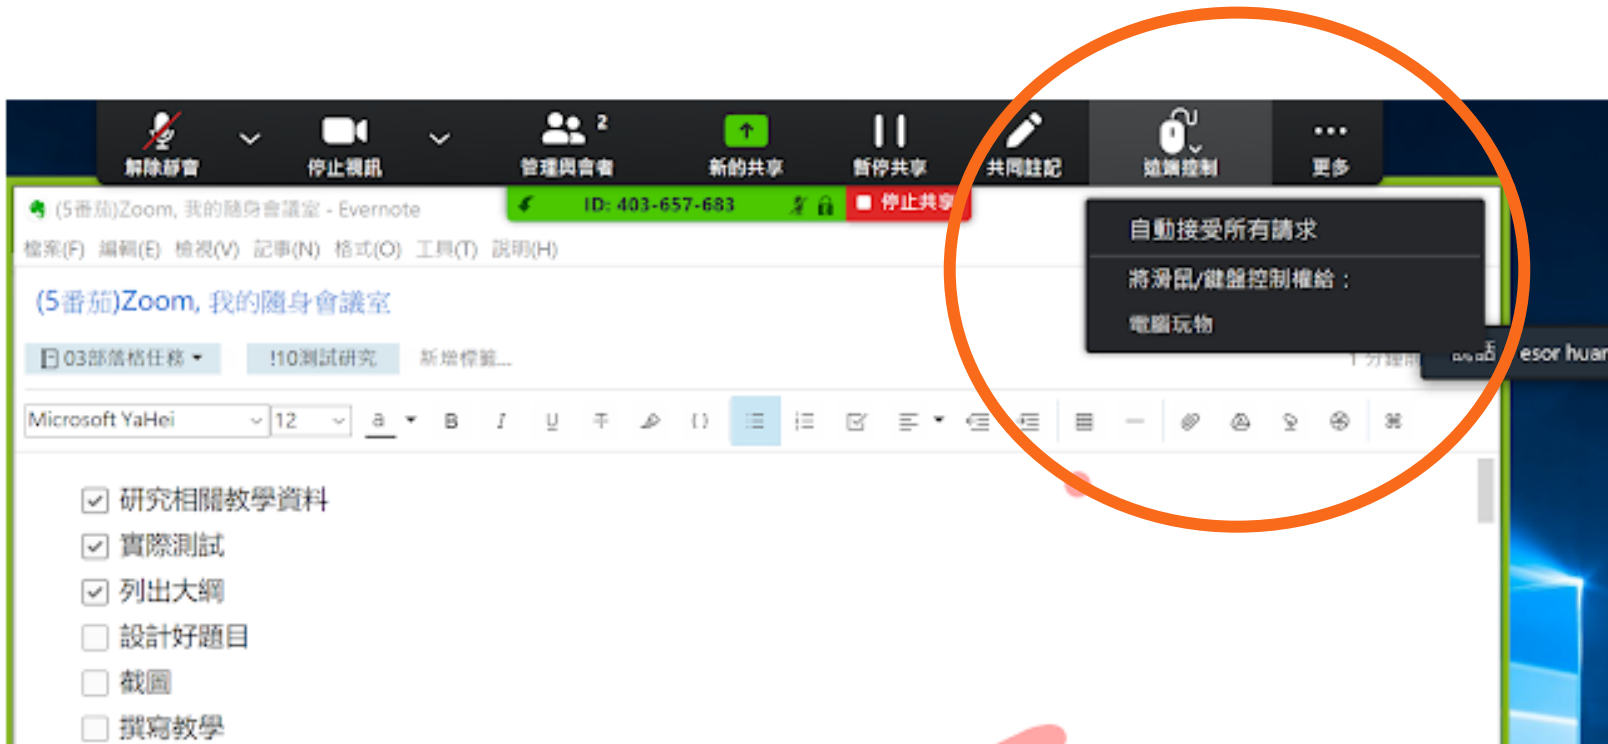 2
解除靜音 停止視訊 管理與會者 新的共享 暫停共享 共同註記 遠端控制 更多
ID: 403-657-683 停止共享
(5番茄)Zoom, 我的隨身會議室 - Evernote
檔案(F) 編輯(E) 檢視(V) 記事(N) 格式(O) 工具(T) 說明(H)
自動接受所有請求
將滑鼠/鍵盤控制權給：
電腦玩物
(5番茄)Zoom, 我的隨身會議室
03部落格任務 !10測試研究 新增標籤... 1 分鐘前
esor huan
Microsoft YaHei 12 a B I U T
研究相關教學資料
實際測試
列出大綱
設計好題目
截圖
撰寫教學